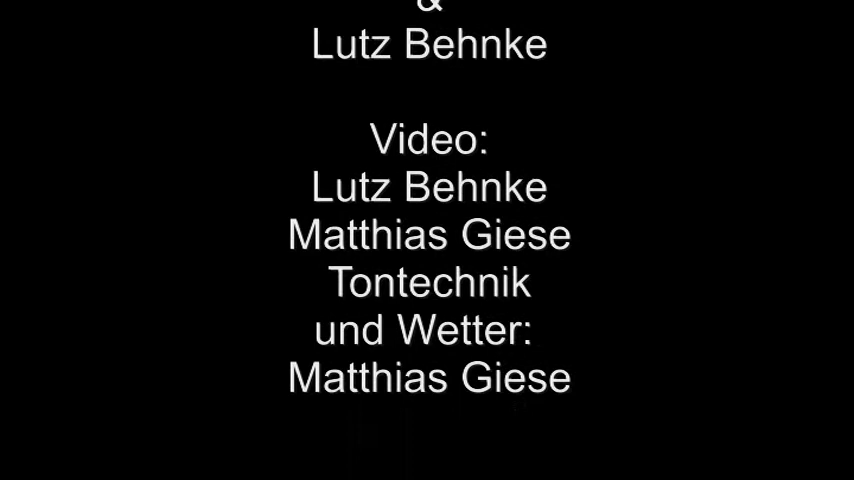 &
Lutz Behnke
Video:
Lutz Behnke
Matthias Giese
Tontechnik
und Wetter:
Matthias Giese